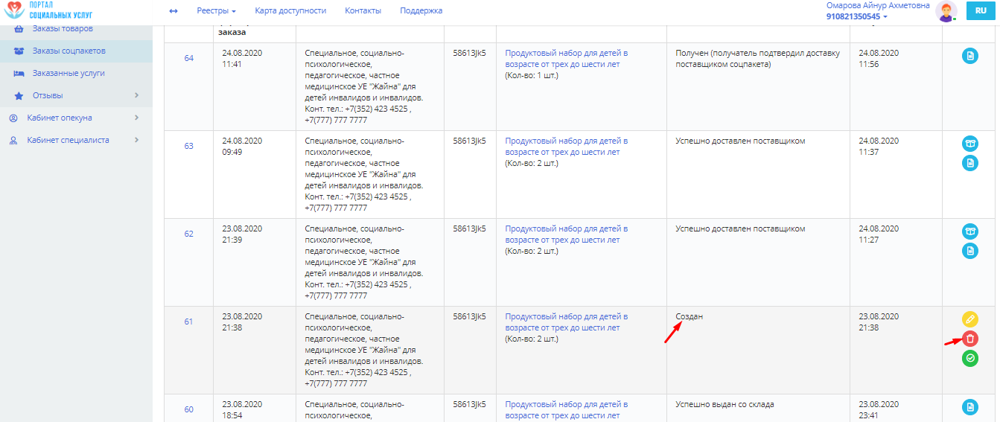 ПОРТАЛ
СОЦИАЛЬНЫХ УСЛУГ
Реестры
Карта доступности
Контакты
Поддержка
Омарова Айнур Ахметовна
910821350545
RU
Заказы товаров
Заказы соцпакетов
Заказанные услуги
Отзывы
Кабинет опекуна
Кабинет специалиста
заказа
64
24.08.2020
11:41
Специальное, социально-
психологическое,
педагогическое, частное
медицинское УЕ "Жайна" для
детей инвалидов и инвалидов.
Конт. тел.: +7(352) 423 4525 ,
+7(777) 777 7777
58613Jk5
Продуктовый набор для детей в
возрасте от трех до шести лет
(Кол-во: 1 шт.)
Получен (получатель подтвердил доставку
поставщиком соцпакета)
24.08.2020
11:56
63
24.08.2020
09:49
Специальное, социально-
психологическое,
педагогическое, частное
медицинское УЕ "Жайна" для
детей инвалидов и инвалидов.
Конт. тел.: +7(352) 423 4525 ,
+7(777) 777 7777
58613Jk5
Продуктовый набор для детей в
возрасте от трех до шести лет
(Кол-во: 2 шт.)
Успешно доставлен поставщиком
24.08.2020
11:37
62
23.08.2020
21:39
Специальное, социально-
психологическое,
педагогическое, частное
медицинское УЕ "Жайна" для
детей инвалидов и инвалидов.
Конт. тел.: +7(352) 423 4525 ,
+7(777) 777 7777
58613Jk5
Продуктовый набор для детей в
возрасте от трех до шести лет
(Кол-во: 2 шт.)
Успешно доставлен поставщиком
24.08.2020
11:27
61
23.08.2020
21:38
Специальное, социально-
психологическое,
педагогическое, частное
медицинское УЕ "Жайна" для
детей инвалидов и инвалидов.
Конт. тел.: +7(352) 423 4525 ,
+7(777) 777 7777
58613Jk5
Продуктовый набор для детей в
возрасте от трех до шести лет
(Кол-во: 2 шт.)
Создан
23.08.2020
21:38
60
23.08.2020
18:54
Специальное, социально-
психологическое,
58613Jk5
Продуктовый набор для детей в
возрасте от трех до шести лет
Успешно выдан со склада
23.08.2020
23:41